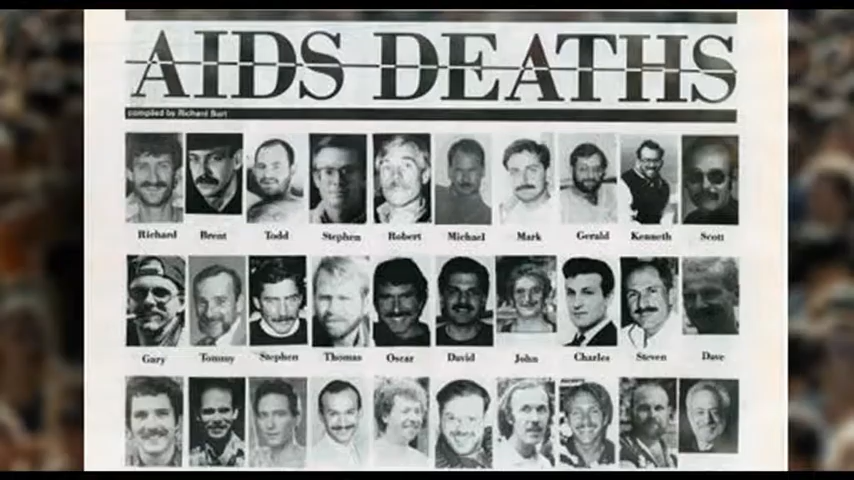 AIDS DEATHS
compiled by Richard Burt
Richard Brent Todd Stephen Robert Michael Mark Gerald Kenneth Scott
Gary Tommy Stephen Thomas Oscar David John Charles Steven Dave